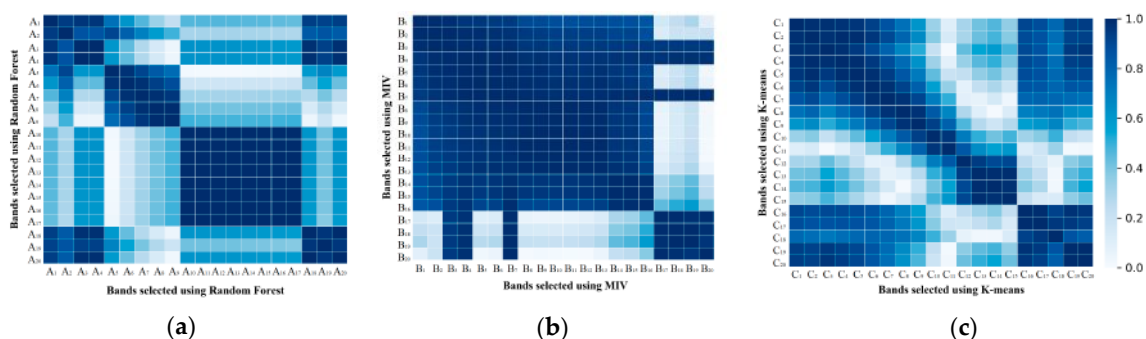 A₁
A₂
A₃
A₄
A₅
A₆
A₇
A₈
A₉
A₁₀
A₁₁
A₁₂
A₁₃
A₁₄
A₁₅
A₁₆
A₁₇
A₁₈
A₁₉
A₂₀
Bands selected using Random Forest
A₁ A₂ A₃ A₄ A₅ A₆ A₇ A₈ A₉ A₁₀ A₁₁ A₁₂ A₁₃ A₁₄ A₁₅ A₁₆ A₁₇ A₁₈ A₁₉ A₂₀
Bands selected using Random Forest
(a)
B₁
B₂
B₃
B₄
B₅
B₆
B₇
B₈
B₉
B₁₀
B₁₁
B₁₂
B₁₃
B₁₄
B₁₅
B₁₆
B₁₇
B₁₈
B₁₉
B₂₀
Bands selected using MIV
B₁ B₂ B₃ B₄ B₅ B₆ B₇ B₈ B₉ B₁₀ B₁₁ B₁₂ B₁₃ B₁₄ B₁₅ B₁₆ B₁₇ B₁₈ B₁₉ B₂₀
Bands selected using MIV
(b)
C₁
C₂
C₃
C₄
C₅
C₆
C₇
C₈
C₉
C₁₀
C₁₁
C₁₂
C₁₃
C₁₄
C₁₅
C₁₆
C₁₇
C₁₈
C₁₉
C₂₀
Bands selected using K-means
C₁ C₂ C₃ C₄ C₅ C₆ C₇ C₈ C₉ C₁₀ C₁₁ C₁₂ C₁₃ C₁₄ C₁₅ C₁₆ C₁₇ C₁₈ C₁₉ C₂₀
Bands selected using K-means
(c)
1.0
0.8
0.6
0.4
0.2
0.0